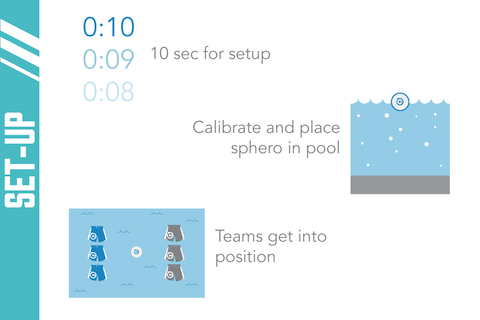 SET-UP
0:10
0:09
0:08
10 sec for setup
Calibrate and place
sphero in pool
Teams get into
position